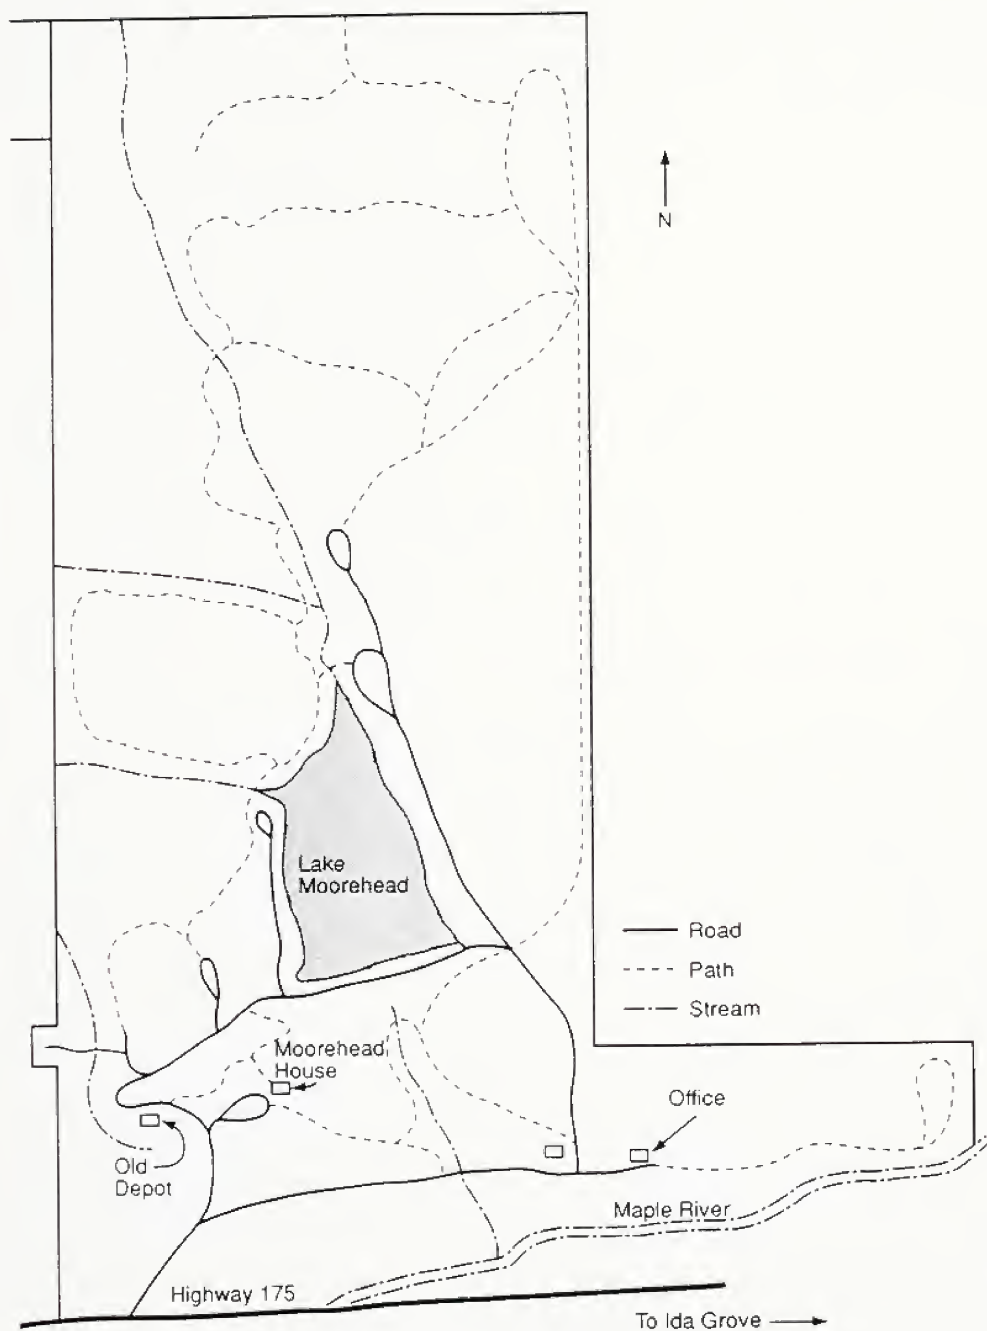 N
Lake
Moorehead
Road
Path
Stream
Moorehead
House
Office
Old
Depot
Maple River
Highway 175
To Ida Grove